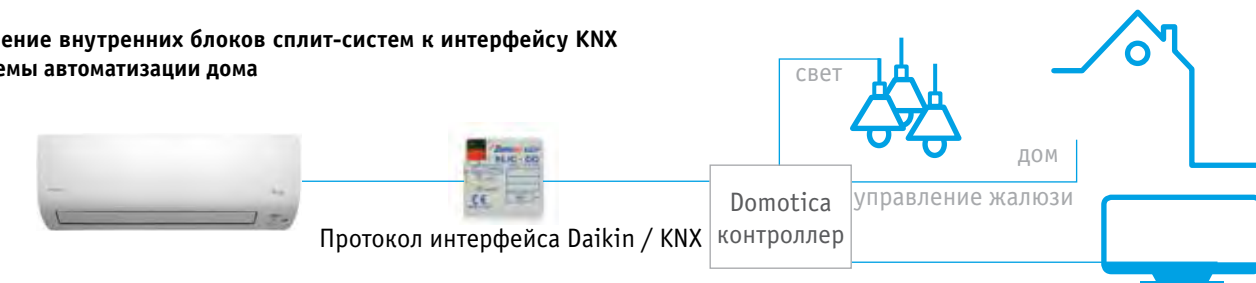 ение внутренних блоков сплит-систем к интерфейсу KNX
емы автоматизации дома
свет
дом
Domotica
контроллер
управление жалюзи
Протокол интерфейса Daikin / KNX